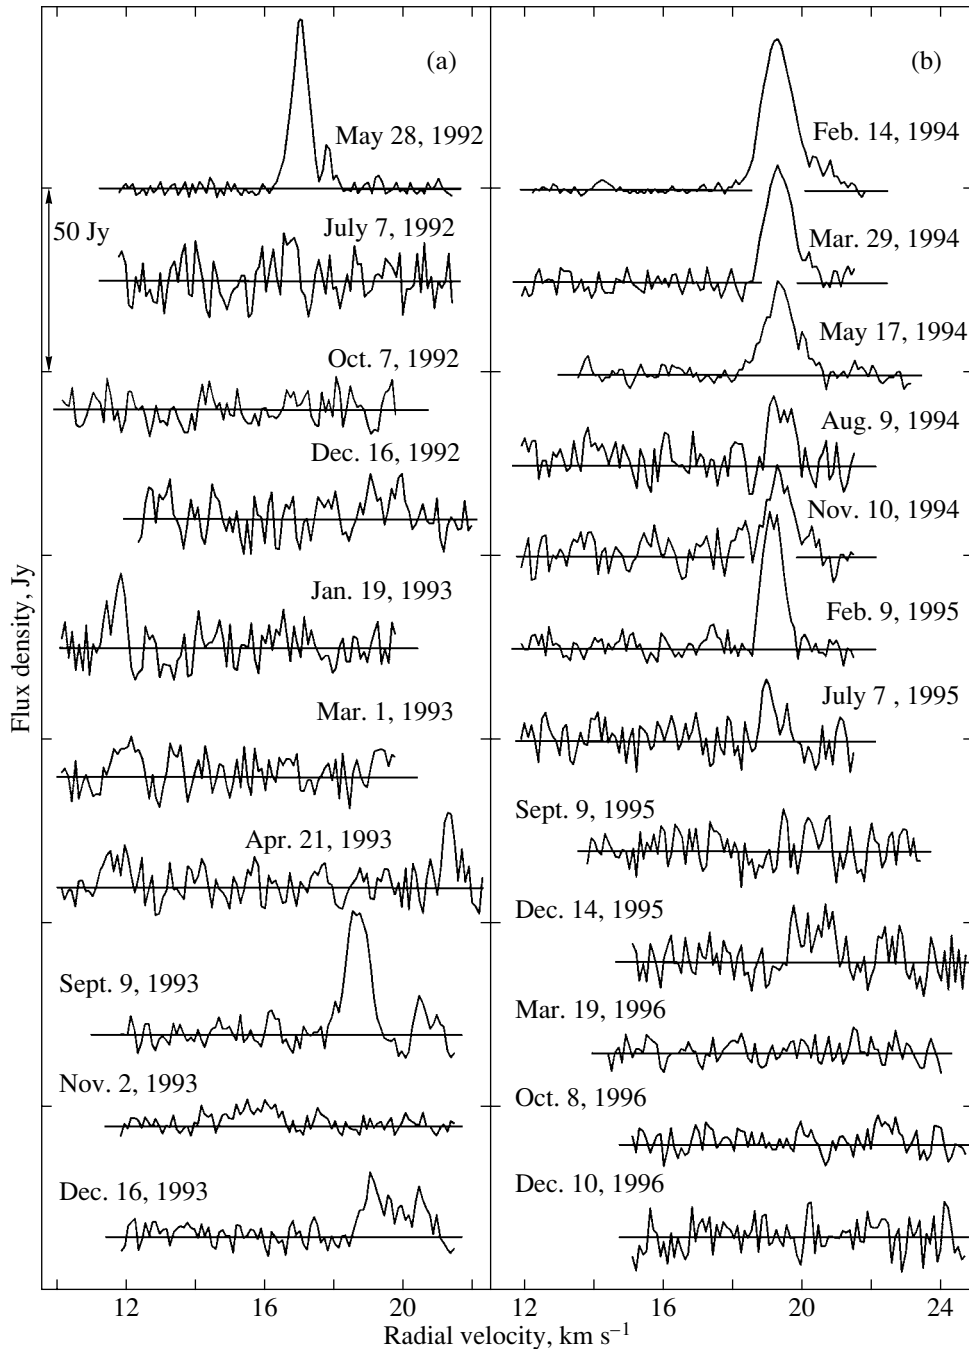 (a)
May 28, 1992
50 Jy
July 7, 1992
Oct. 7, 1992
Dec. 16, 1992
Jan. 19, 1993
Mar. 1, 1993
Apr. 21, 1993
Sept. 9, 1993
Nov. 2, 1993
Dec. 16, 1993
(b)
Feb. 14, 1994
Mar. 29, 1994
May 17, 1994
Aug. 9, 1994
Nov. 10, 1994
Feb. 9, 1995
July 7 , 1995
Sept. 9, 1995
Dec. 14, 1995
Mar. 19, 1996
Oct. 8, 1996
Dec. 10, 1996
Flux density, Jy
12 16 20 12 16 20 24
Radial velocity, km s⁻¹